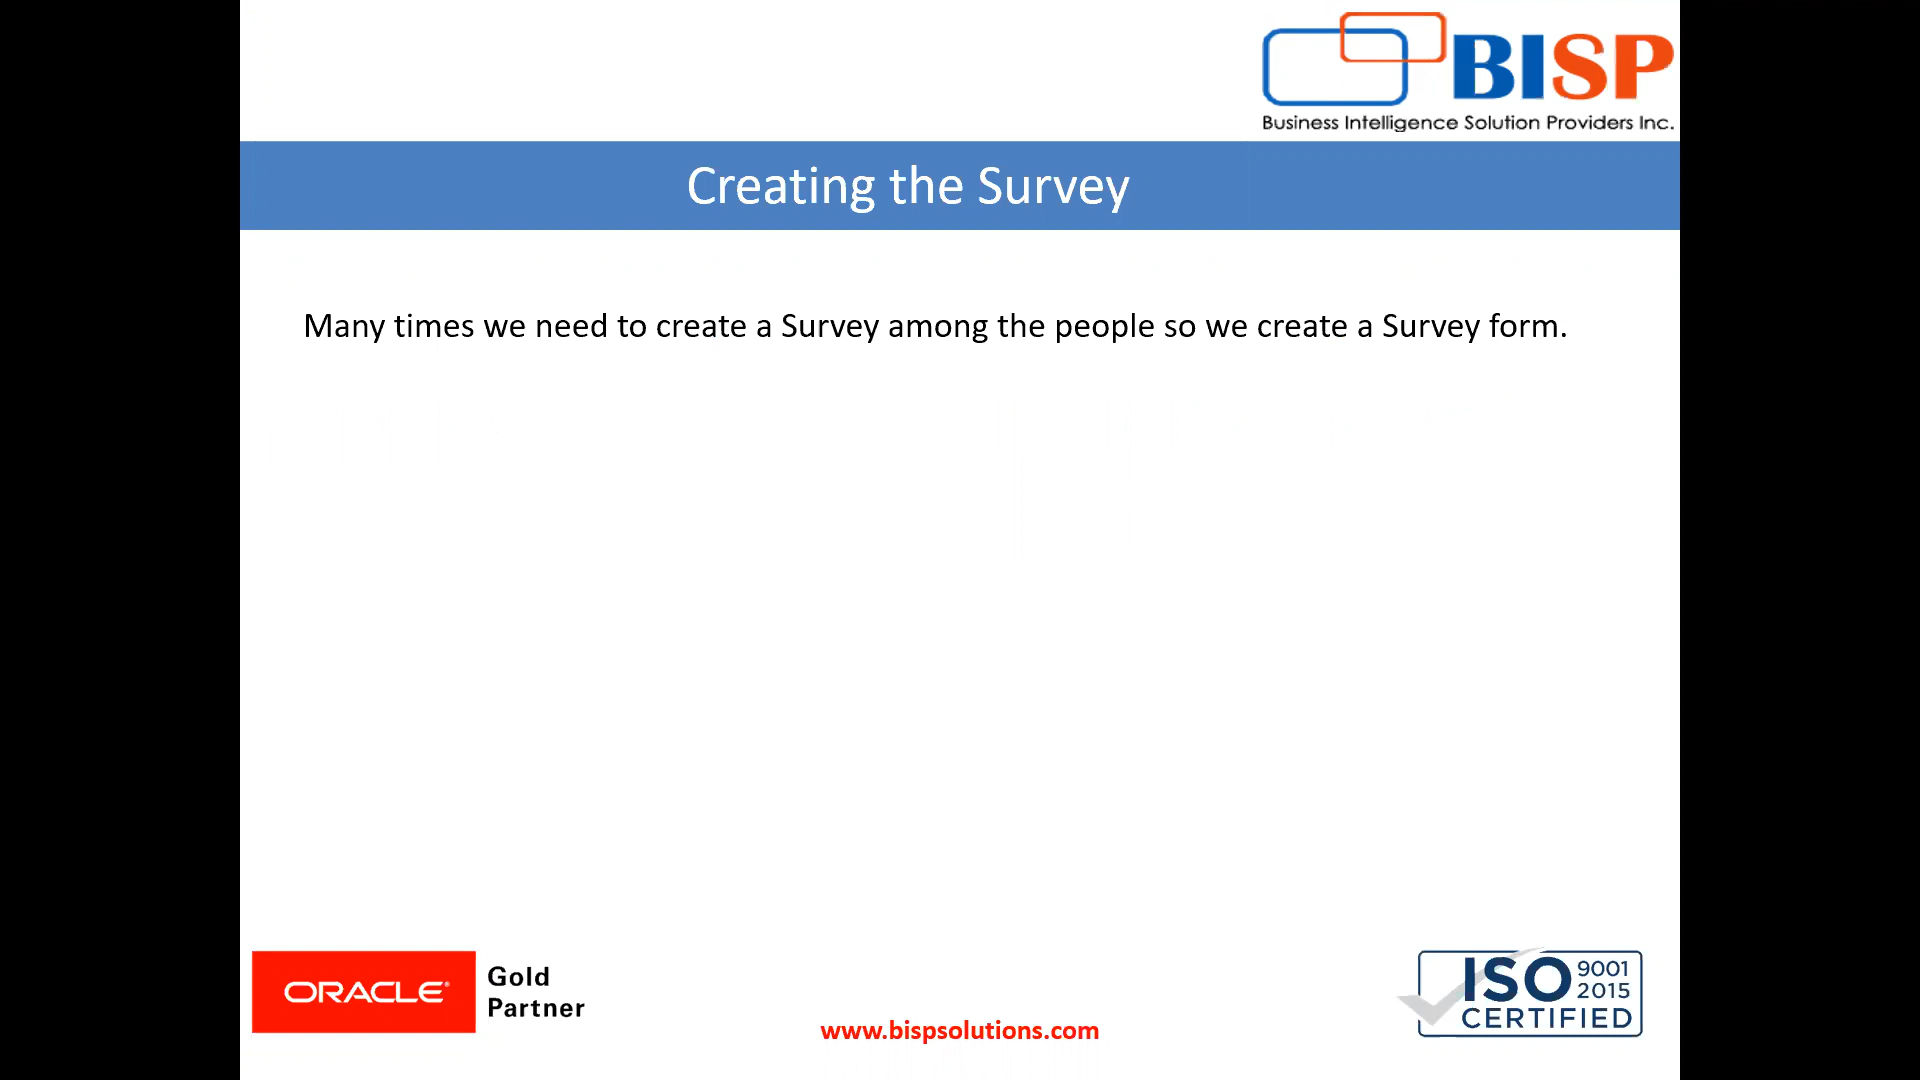 BISP
Business Intelligence Solution Providers Inc.
Creating the Survey
Many times we need to create a Survey among the people so we create a Survey form.
ORACLE®
Gold
Partner
www.bispsolutions.com
ISO 9001
2015
CERTIFIED